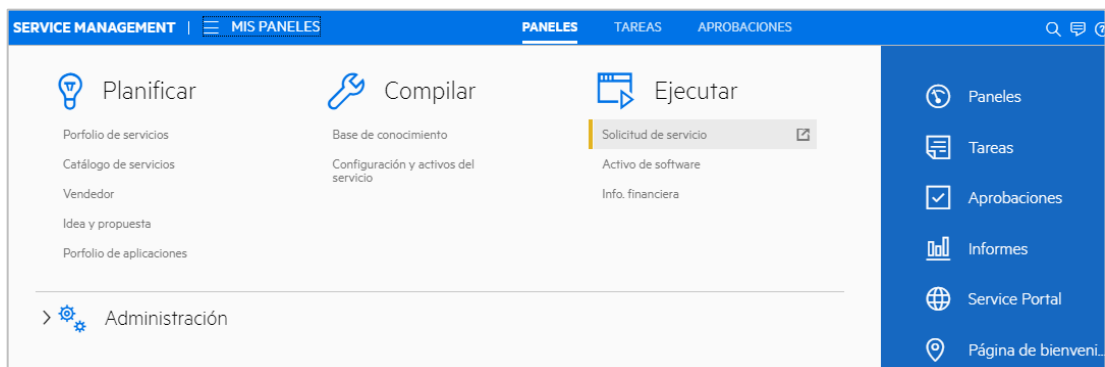 SERVICE MANAGEMENT | MIS PANELES PANELES TAREAS APROBACIONES
Planificar
Porfolio de servicios
Catálogo de servicios
Vendedor
Idea y propuesta
Porfolio de aplicaciones
Compilar
Base de conocimiento
Configuración y activos del
servicio
Ejecutar
Solicitud de servicio
Activo de software
Info. financiera
Administración
Paneles
Tareas
Aprobaciones
Informes
Service Portal
Página de bienveni...